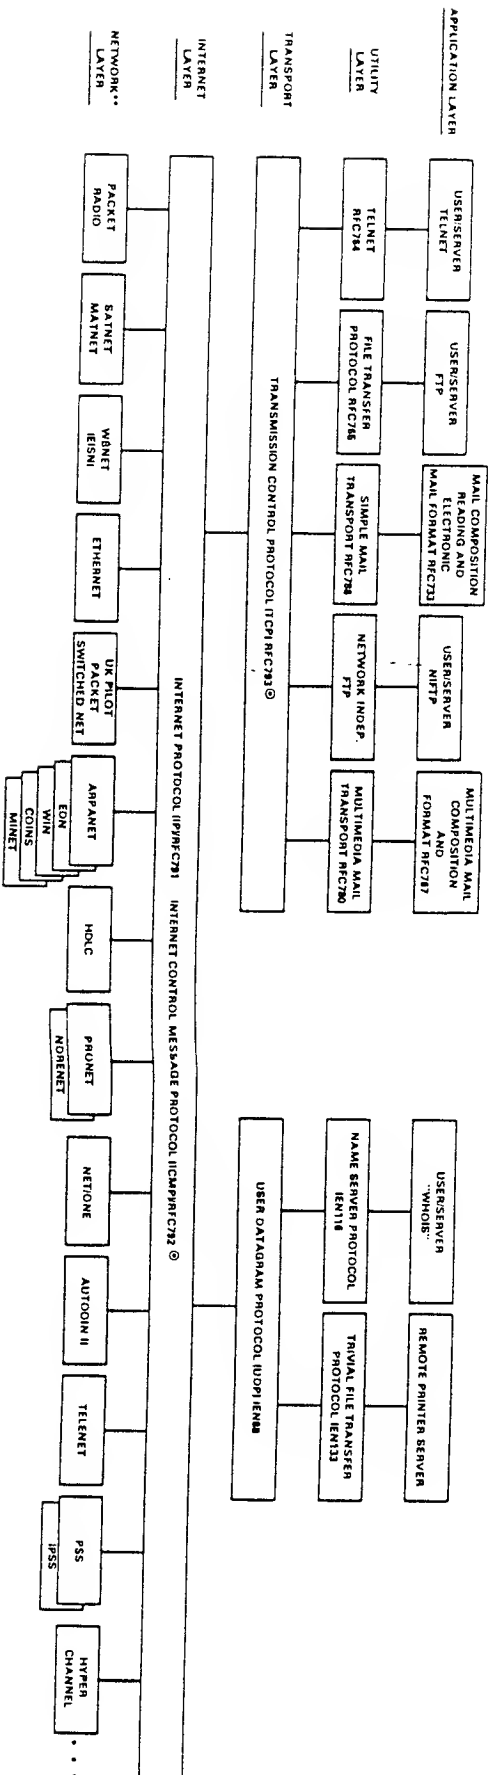 APPLICATION LAYER
USER/SERVER
TELNET
USER/SERVER
FTP
MAIL COMPOSITION
READING AND
ELECTRONIC
MAIL FORMAT RFC733
USER/SERVER
NIFTP
MULTIMEDIA MAIL
COMPOSITION
AND
FORMAT RFC767
USER/SERVER
"WHOIS"
REMOTE PRINTER SERVER
UTILITY
LAYER
TELNET
RFC764
FILE TRANSFER
PROTOCOL RFC765
SIMPLE MAIL
TRANSPORT RFC788
NETWORK INDEP.
FTP
MULTIMEDIA MAIL
TRANSPORT RFC780
NAME SERVER PROTOCOL
IEN116
TRIVIAL FILE TRANSFER
PROTOCOL IEN133
TRANSPORT
LAYER
TRANSMISSION CONTROL PROTOCOL (TCP) RFC793
USER DATAGRAM PROTOCOL (UDP) IEN88
INTERNET
LAYER
INTERNET PROTOCOL (IP)/RFC791 INTERNET CONTROL MESSAGE PROTOCOL (ICMP)/RFC792
NETWORK**
LAYER
PACKET
RADIO
SATNET
MATNET
WBNET
(EISN)
ETHERNET
UK PILOT
PACKET
SWITCHED NET
ARPANET
EDN
WIN
COINS
MINET
HDLC
PRONET
NDRENET
NET/ONE
AUTODIN II
TELENET
PSS
IPSS
HYPER
CHANNEL
. . .